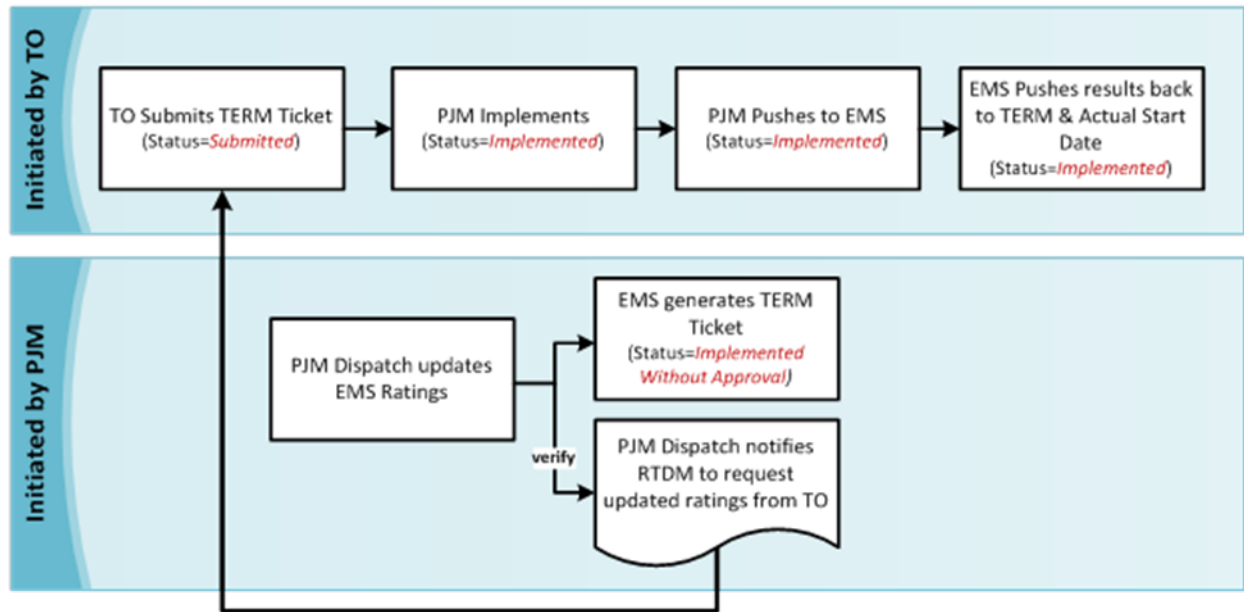 Initiated by TO
TO Submits TERM Ticket
(Status=Submitted)
PJM Implements
(Status=Implemented)
PJM Pushes to EMS
(Status=Implemented)
EMS Pushes results back
to TERM & Actual Start
Date
(Status=Implemented)
Initiated by PJM
PJM Dispatch updates
EMS Ratings
EMS generates TERM
Ticket
(Status=Implemented
Without Approval)
verify
PJM Dispatch notifies
RTDM to request
updated ratings from TO